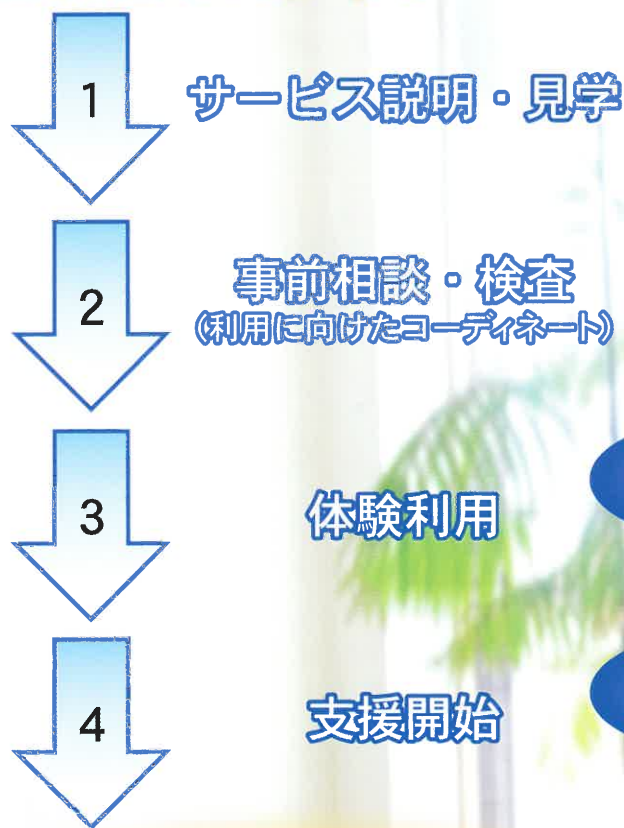 1
サービス説明・見学
2
事前相談・検査
(利用に向けたコーディネート)
3
体験利用
4
支援開始